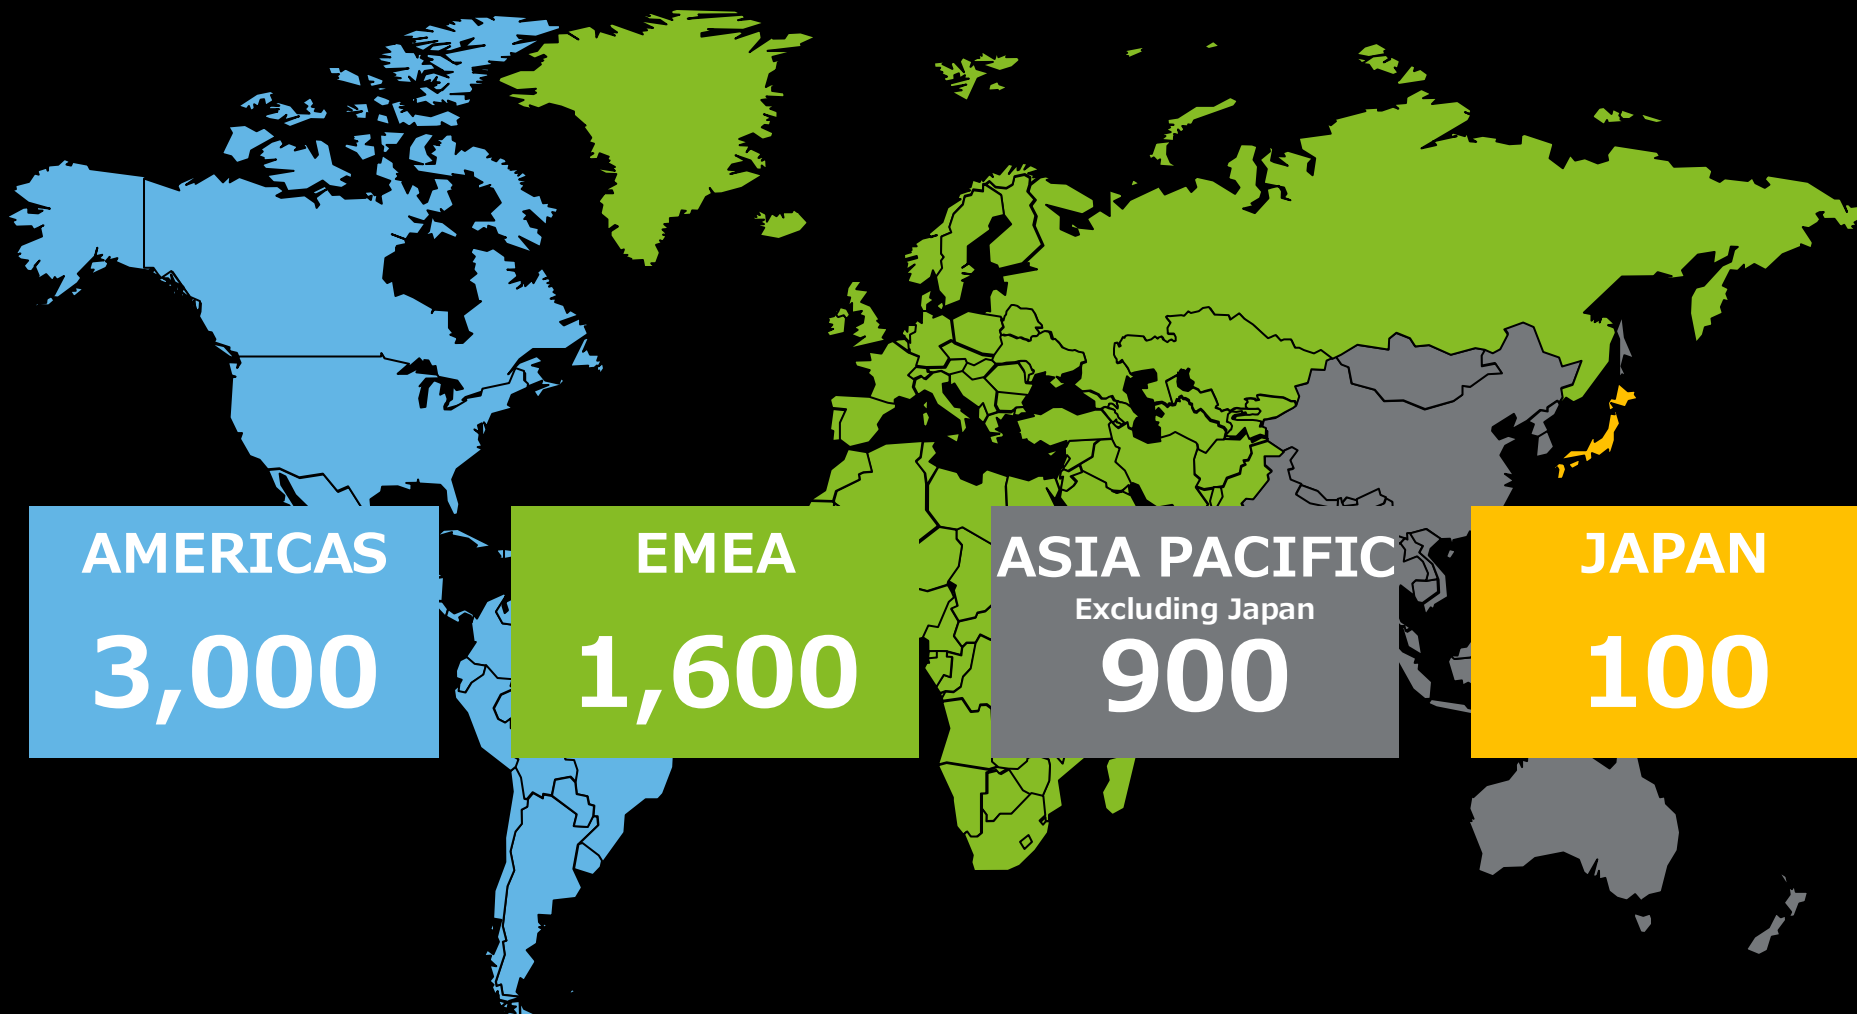 AMERICAS
3,000
EMEA
1,600
ASIA PACIFIC
Excluding Japan
900
JAPAN
100